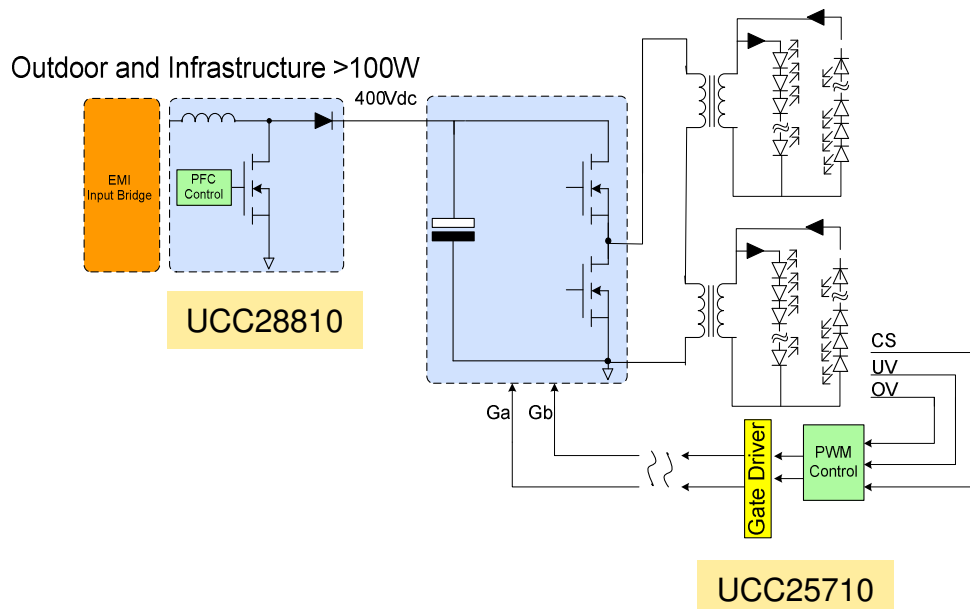 Outdoor and Infrastructure >100W
400Vdc
EMI
Input Bridge
PFC
Control
UCC28810
CS
UV
OV
Ga
Gb
Gate Driver
PWM
Control
UCC25710